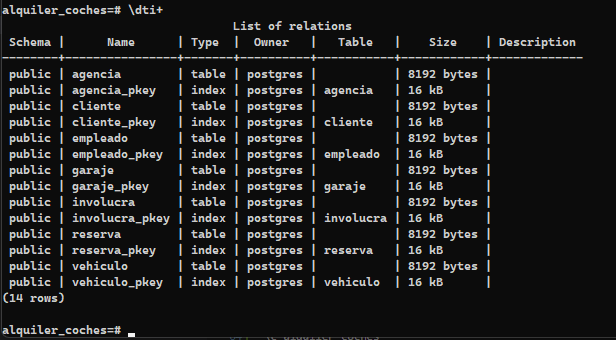 alquiler_coches=# \dti+
                               List of relations
 Schema |      Name      | Type  |  Owner   |   Table   |    Size    | Description
--------+----------------+-------+----------+-----------+------------+-------------
 public | agencia        | table | postgres |           | 8192 bytes |
 public | agencia_pkey   | index | postgres | agencia   | 16 kB      |
 public | cliente        | table | postgres |           | 8192 bytes |
 public | cliente_pkey   | index | postgres | cliente   | 16 kB      |
 public | empleado       | table | postgres |           | 8192 bytes |
 public | empleado_pkey  | index | postgres | empleado  | 16 kB      |
 public | garaje         | table | postgres |           | 8192 bytes |
 public | garaje_pkey    | index | postgres | garaje    | 16 kB      |
 public | involucra      | table | postgres |           | 8192 bytes |
 public | involucra_pkey | index | postgres | involucra | 16 kB      |
 public | reserva        | table | postgres |           | 8192 bytes |
 public | reserva_pkey   | index | postgres | reserva   | 16 kB      |
 public | vehiculo       | table | postgres |           | 8192 bytes |
 public | vehiculo_pkey  | index | postgres | vehiculo  | 16 kB      |
(14 rows)
alquiler_coches=#